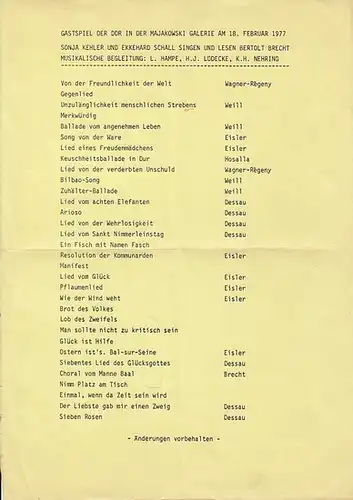 GASTSPIEL DER DDR IN DER MAJAKOWSKI GALERIE AM 18. FEBRUAR 1977
SONJA KEHLER UND EKKEHARD SCHALL SINGEN UND LESEN BERTOLT BRECHT
MUSIKALISCHE BEGLEITUNG: L. HAMPE, H.J. LUDECKE, K.H. NEHRING
Von der Freundlichkeit der Welt Wagner-Régeny
Gegenlied
Unzulänglichkeit menschlichen Strebens Weill
Merkwürdig
Ballade vom angenehmen Leben Weill
Song von der Ware Eisler
Lied eines Freudenmädchens Eisler
Keuschheitsballade in Dur Hosalla
Lied von der verderbten Unschuld Wagner-Régeny
Bilbao-Song Weill
Zuhälter-Ballade Weill
Lied vom achten Elefanten Dessau
Arioso Dessau
Lied von der Wehrlosigkeit Dessau
Lied vom Sankt Nimmerleinstag Dessau
Ein Fisch mit Namen Fasch
Resolution der Kommunarden Eisler
Manifest
Lied vom Glück Eisler
Pflaumenlied Eisler
Wie der Wind weht Eisler
Brot des Volkes
Lob des Zweifels
Man sollte nicht zu kritisch sein
Glück ist Hilfe
Ostern ist's. Bal-sur-Seine Eisler
Siebentes Lied des Glücksgottes Dessau
Choral vom Manne Baal Brecht
Nimm Platz am Tisch
Einmal, wenn da Zeit sein wird
Der Liebste gab mir einen Zweig Dessau
Sieben Rosen Dessau
- Änderungen vorbehalten -